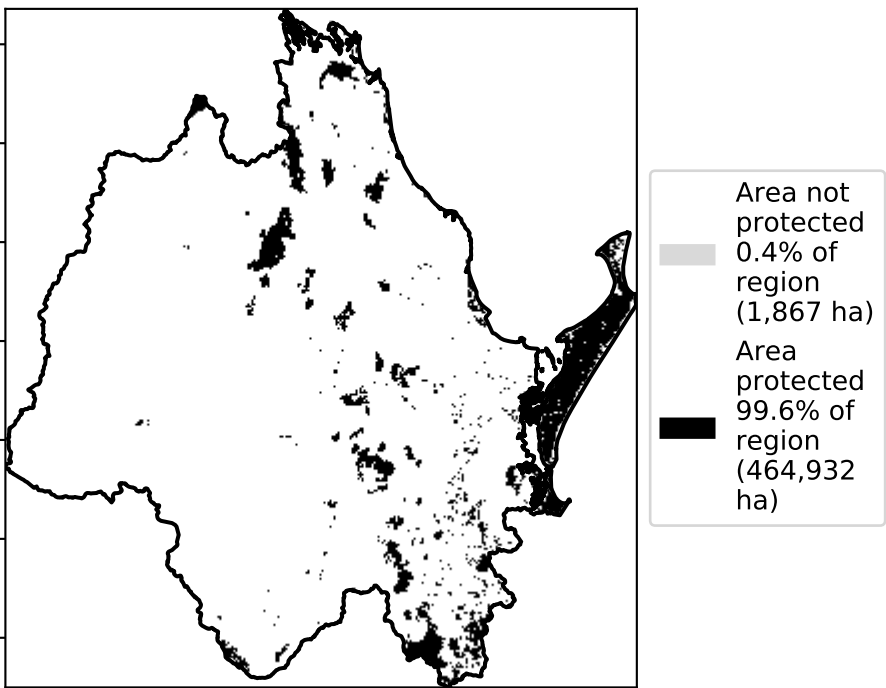 Area not
protected
0.4% of
region
(1,867 ha)
Area
protected
99.6% of
region
(464,932
ha)